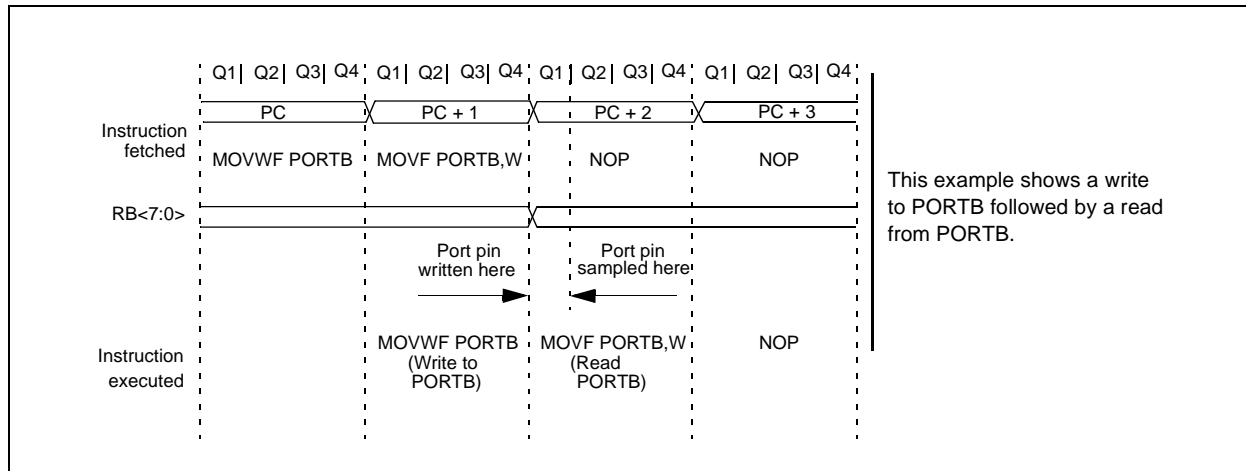 Q1| Q2| Q3| Q4 Q1| Q2| Q3| Q4 Q1| Q2| Q3| Q4 Q1| Q2| Q3| Q4
PC PC + 1 PC + 2 PC + 3
Instruction
fetched
MOVWF PORTB MOVF PORTB,W NOP NOP
RB<7:0>
This example shows a write
to PORTB followed by a read
from PORTB.
Port pin
written here
Port pin
sampled here
Instruction
executed
MOVWF PORTB
(Write to
PORTB)
MOVF PORTB,W
(Read
PORTB)
NOP